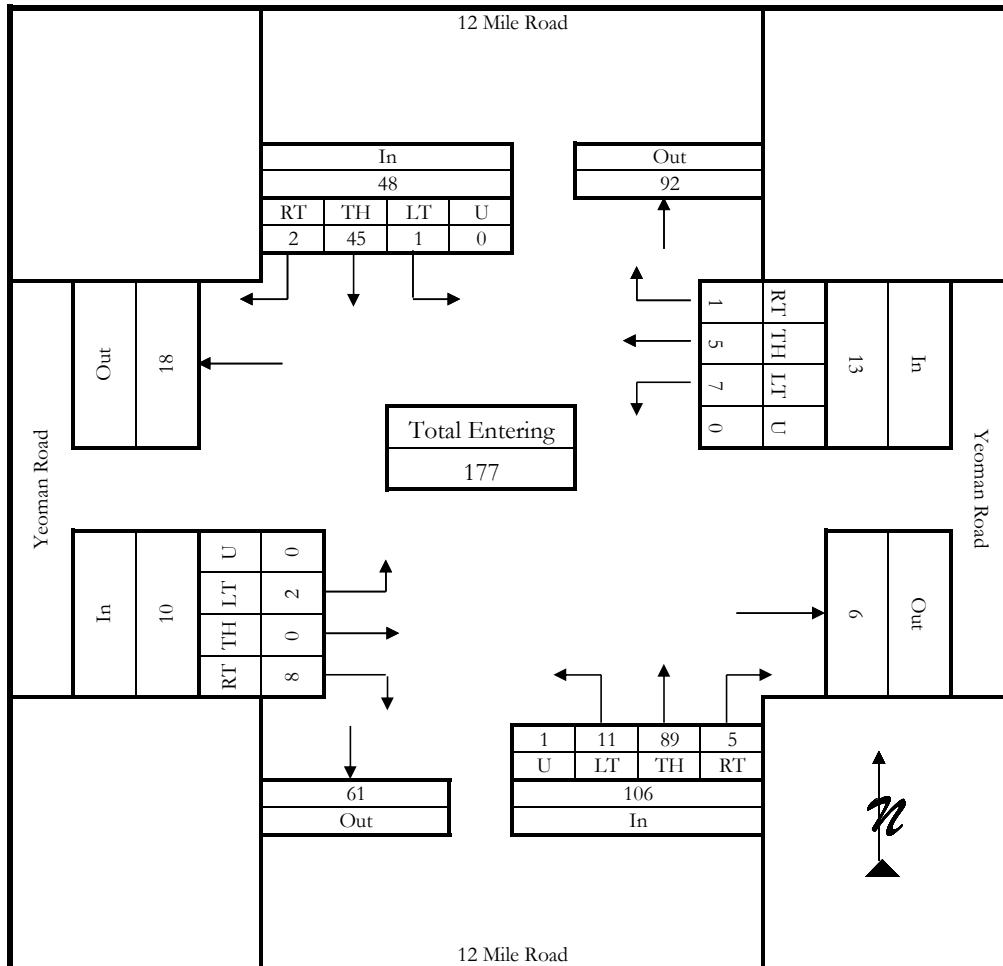 12 Mile Road
In
48
RT TH LT U
2 45 1 0
Out
92
Out 18
1 RT
5 TH
7 LT
0 U
13 In
Total Entering
177
Yeoman Road
Yeoman Road
In 10
U 0
LT 2
TH 0
RT 8
6 Out
1 11 89 5
U LT TH RT
106
In
61
Out
N
12 Mile Road